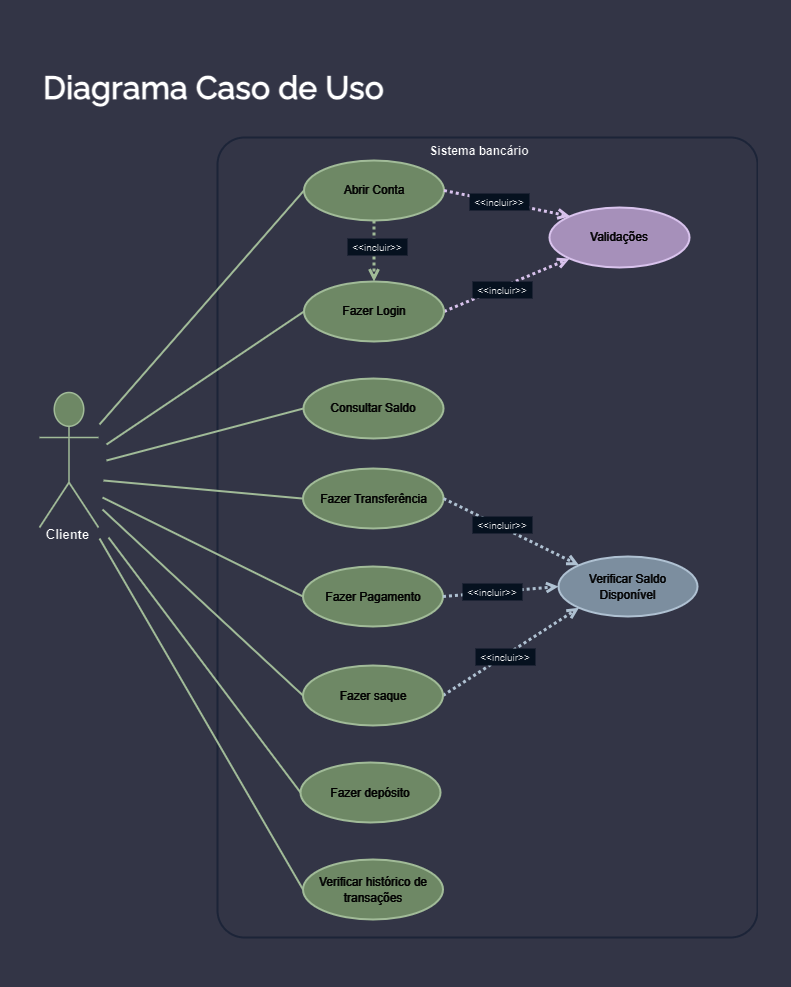 Diagrama Caso de Uso
Sistema bancário
Abrir Conta
<<incluir>>
Validações
<<incluir>>
Fazer Login
<<incluir>>
Consultar Saldo
Fazer Transferência
<<incluir>>
Cliente
Verificar Saldo
Disponível
Fazer Pagamento
<<incluir>>
<<incluir>>
Fazer saque
Fazer depósito
Verificar histórico de
transações